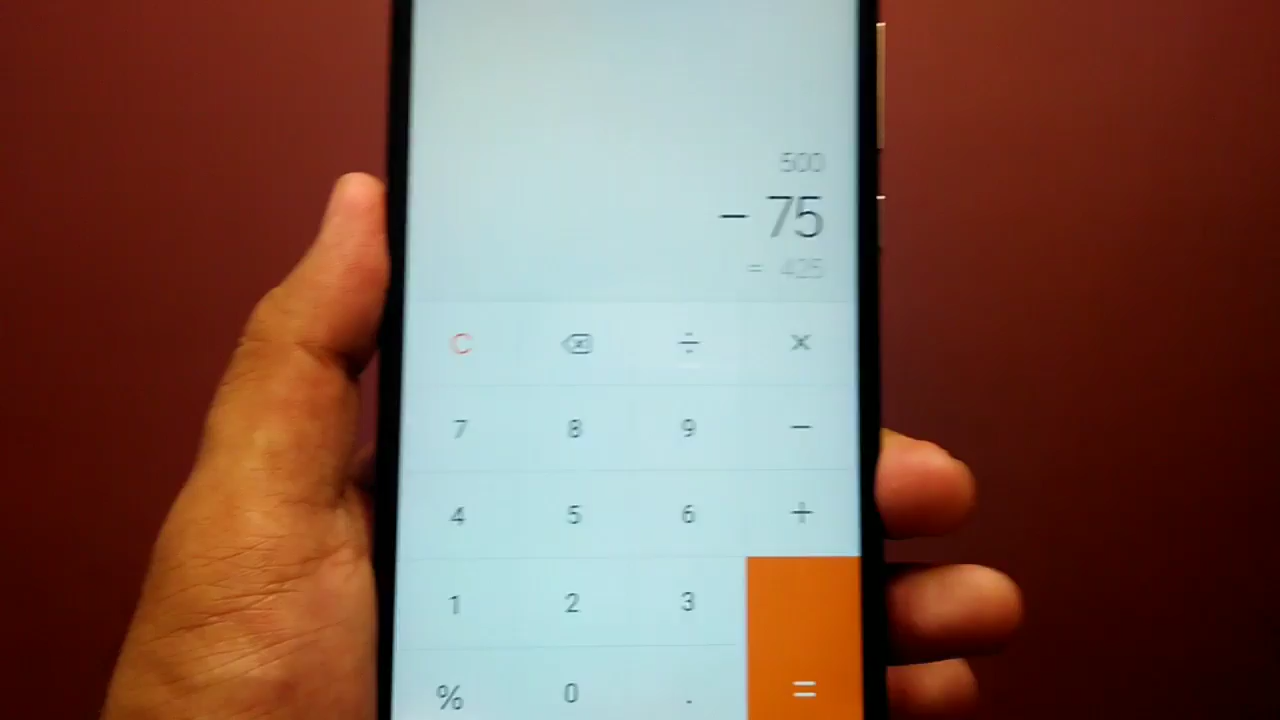 500
− 75
= 425
C ÷ ×
7 8 9 −
4 5 6 +
1 2 3
% 0 . =